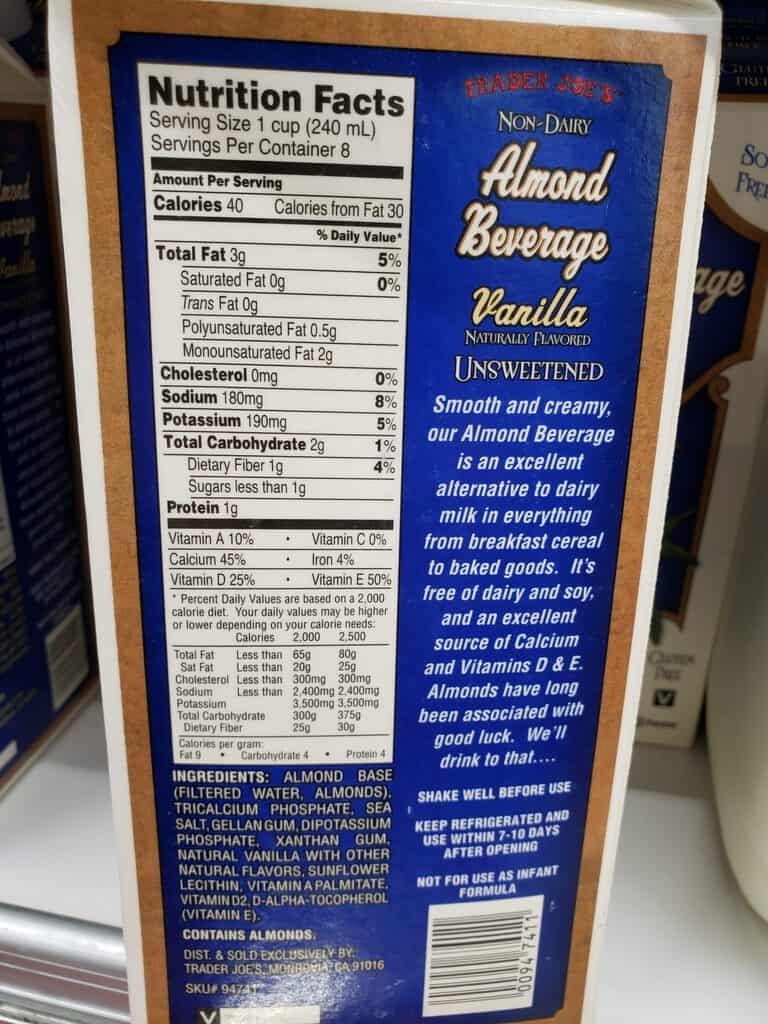 Nutrition Facts
Serving Size 1 cup (240 mL)
Servings Per Container 8
Amount Per Serving
Calories 40 Calories from Fat 30
% Daily Value*
Total Fat 3g 5%
Saturated Fat 0g 0%
Trans Fat 0g
Polyunsaturated Fat 0.5g
Monounsaturated Fat 2g
Cholesterol 0mg 0%
Sodium 180mg 8%
Potassium 190mg 5%
Total Carbohydrate 2g 1%
Dietary Fiber 1g 4%
Sugars less than 1g
Protein 1g
Vitamin A 10% • Vitamin C 0%
Calcium 45% • Iron 4%
Vitamin D 25% • Vitamin E 50%
* Percent Daily Values are based on a 2,000
calorie diet. Your daily values may be higher
or lower depending on your calorie needs:
Calories 2,000 2,500
Total Fat Less than 65g 80g
Sat Fat Less than 20g 25g
Cholesterol Less than 300mg 300mg
Sodium Less than 2,400mg 2,400mg
Potassium 3,500mg 3,500mg
Total Carbohydrate 300g 375g
Dietary Fiber 25g 30g
Calories per gram:
Fat 9 • Carbohydrate 4 • Protein 4
INGREDIENTS: ALMOND BASE
(FILTERED WATER, ALMONDS),
TRICALCIUM PHOSPHATE, SEA
SALT, GELLAN GUM, DIPOTASSIUM
PHOSPHATE, XANTHAN GUM,
NATURAL VANILLA WITH OTHER
NATURAL FLAVORS, SUNFLOWER
LECITHIN, VITAMIN A PALMITATE,
VITAMIN D2, D-ALPHA-TOCOPHEROL
(VITAMIN E).
CONTAINS ALMONDS.
DIST. & SOLD EXCLUSIVELY BY:
TRADER JOE'S, MONROVIA, CA 91016
SKU# 94741
V
TRADER JOE'S
NON-DAIRY
Almond
Beverage
Vanilla
NATURALLY FLAVORED
UNSWEETENED
Smooth and creamy,
our Almond Beverage
is an excellent
alternative to dairy
milk in everything
from breakfast cereal
to baked goods. It's
free of dairy and soy,
and an excellent
source of Calcium
and Vitamins D & E.
Almonds have long
been associated with
good luck. We'll
drink to that....
SHAKE WELL BEFORE USE
KEEP REFRIGERATED AND
USE WITHIN 7-10 DAYS
AFTER OPENING
NOT FOR USE AS INFANT
FORMULA
0094 7411
age
GLUTEN
FREE
V